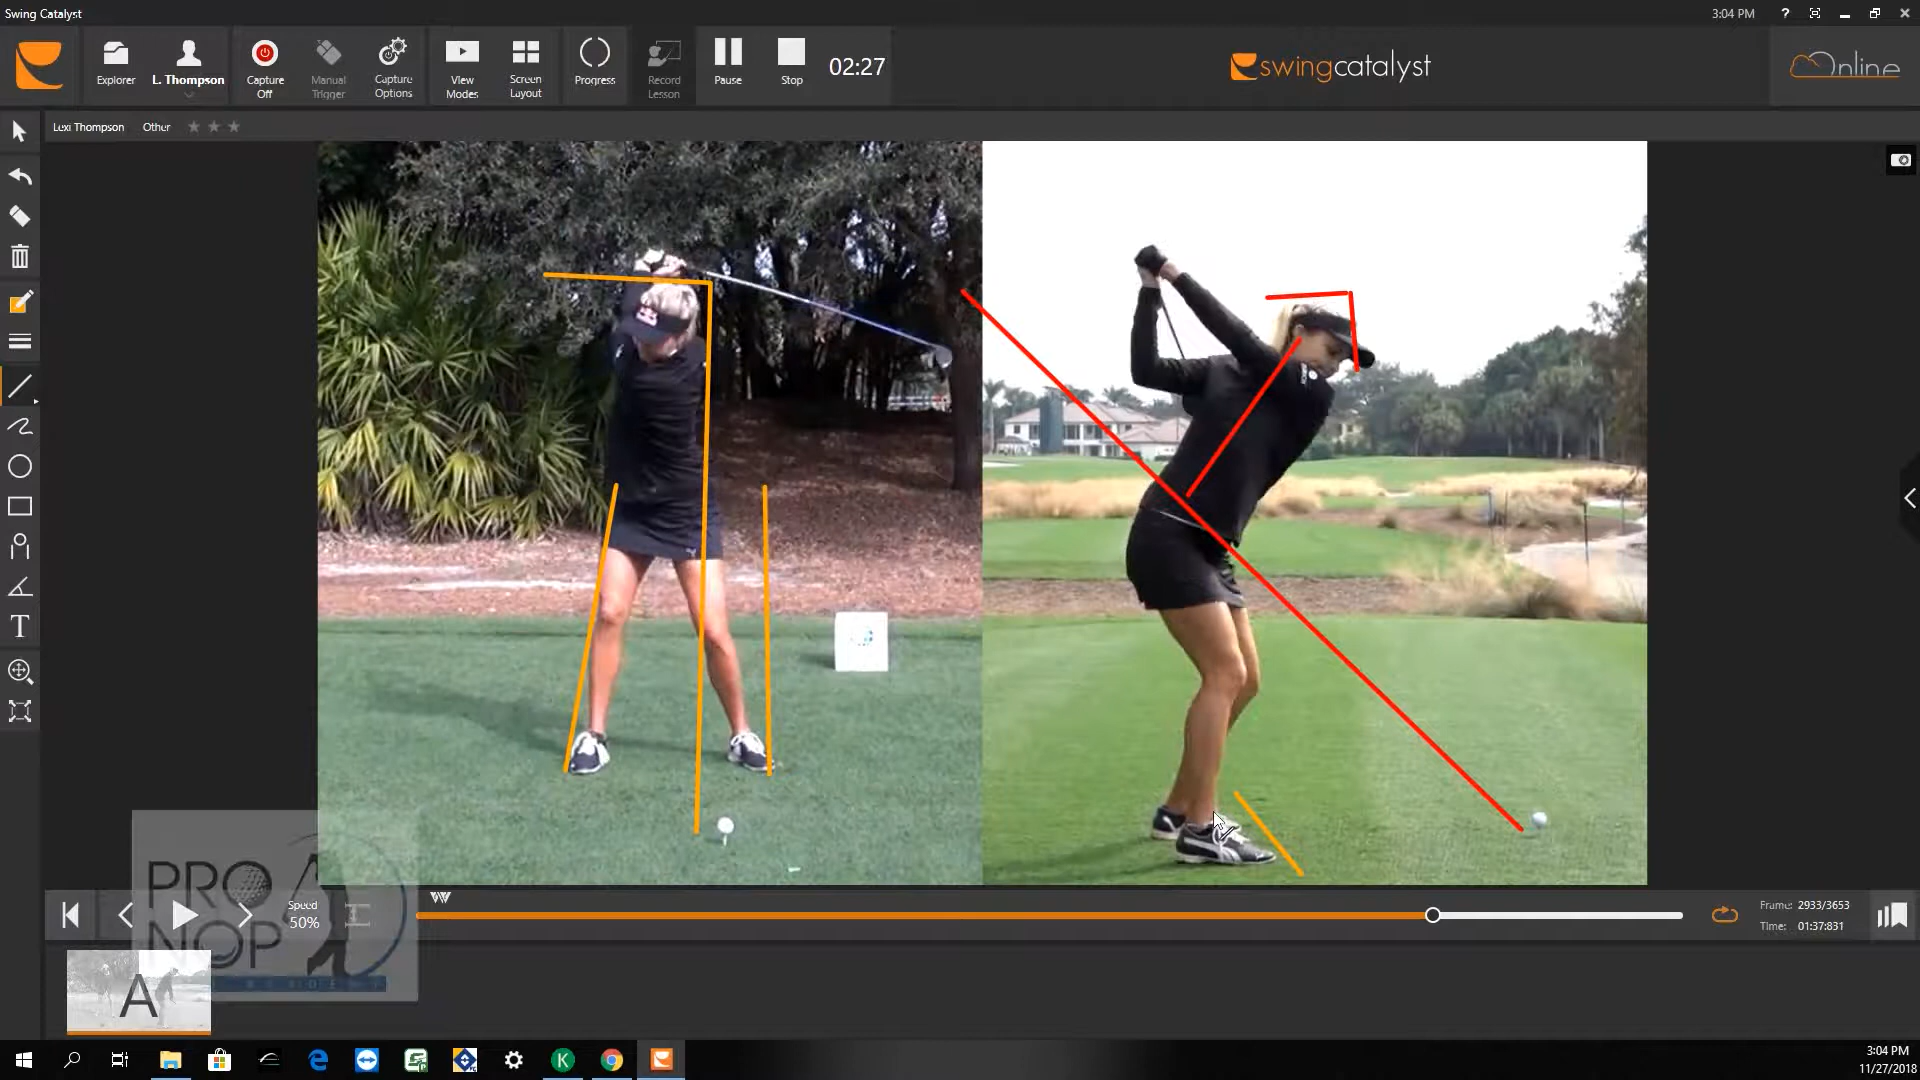 Swing Catalyst
3:04 PM
?
Explorer
L. Thompson
Capture Off
Manual Trigger
Capture Options
View Modes
Screen Layout
Progress
Record Lesson
Pause
Stop
02:27
swingcatalyst
Online
Lexi Thompson
Other
T
PRO
NOP
Speed
50%
Frame: 2933/3653
Time: 01:37:831
A
K
3:04 PM
11/27/2018